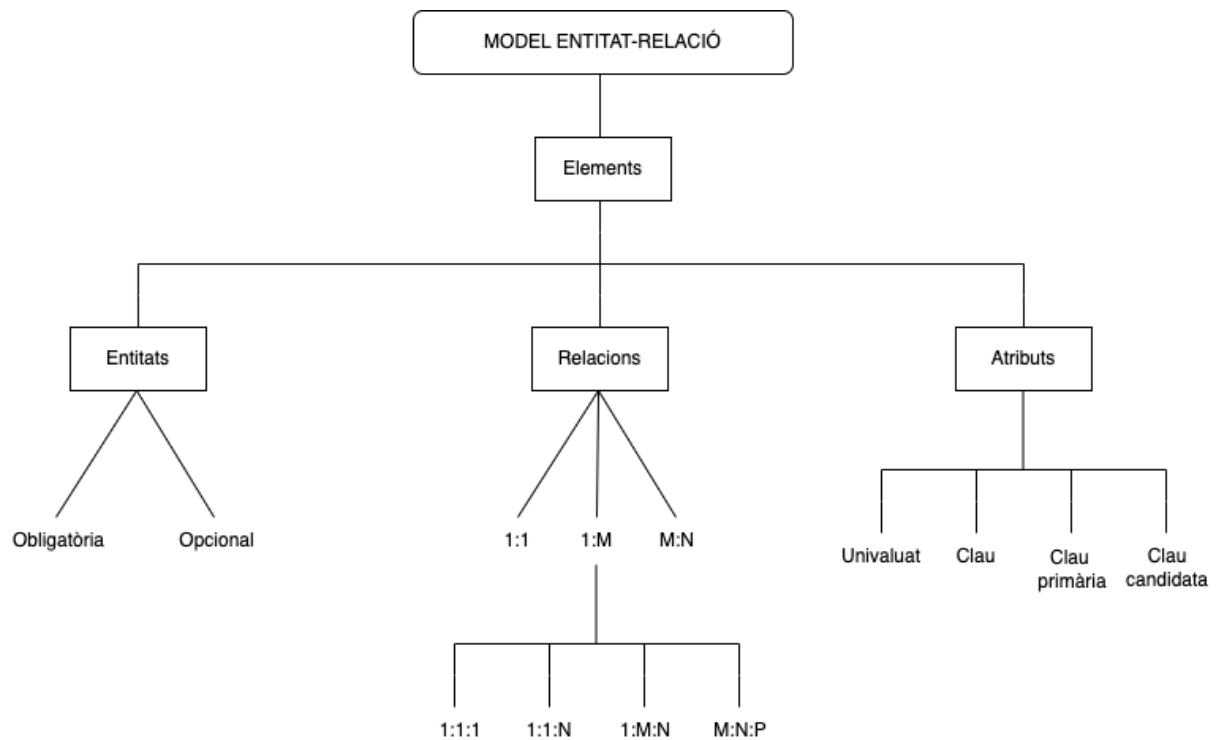 MODEL ENTITAT-RELACIÓ
Elements
Entitats
Relacions
Atributs
Obligatòria
Opcional
1:1
1:M
M:N
Univaluat
Clau
Clau
primària
Clau
candidata
1:1:1
1:1:N
1:M:N
M:N:P